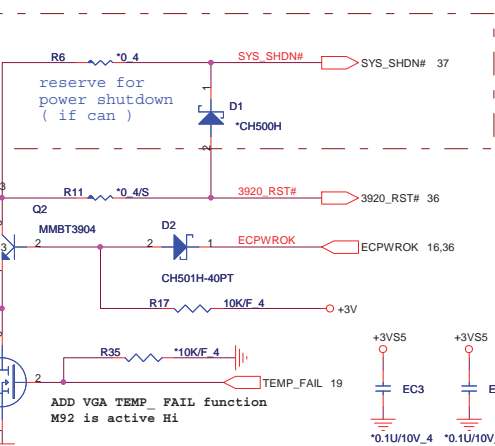 R6 *0_4 SYS_SHDN# SYS_SHDN# 37
reserve for
power shutdown
( if can )
1
D1
*CH500H
2
3
R11 *0_4/S 3920_RST# 3920_RST# 36
Q2
MMBT3904
D2
3 2 2 1 ECPWROK ECPWROK 16,36
CH501H-40PT
R17 10K/F_4 +3V
+3VS5 +3VS5
R35 *10K/F_4
2 TEMP_FAIL 19
EC3 E
ADD VGA TEMP_ FAIL function
M92 is active Hi
*0.1U/10V_4 *0.1U/10V_